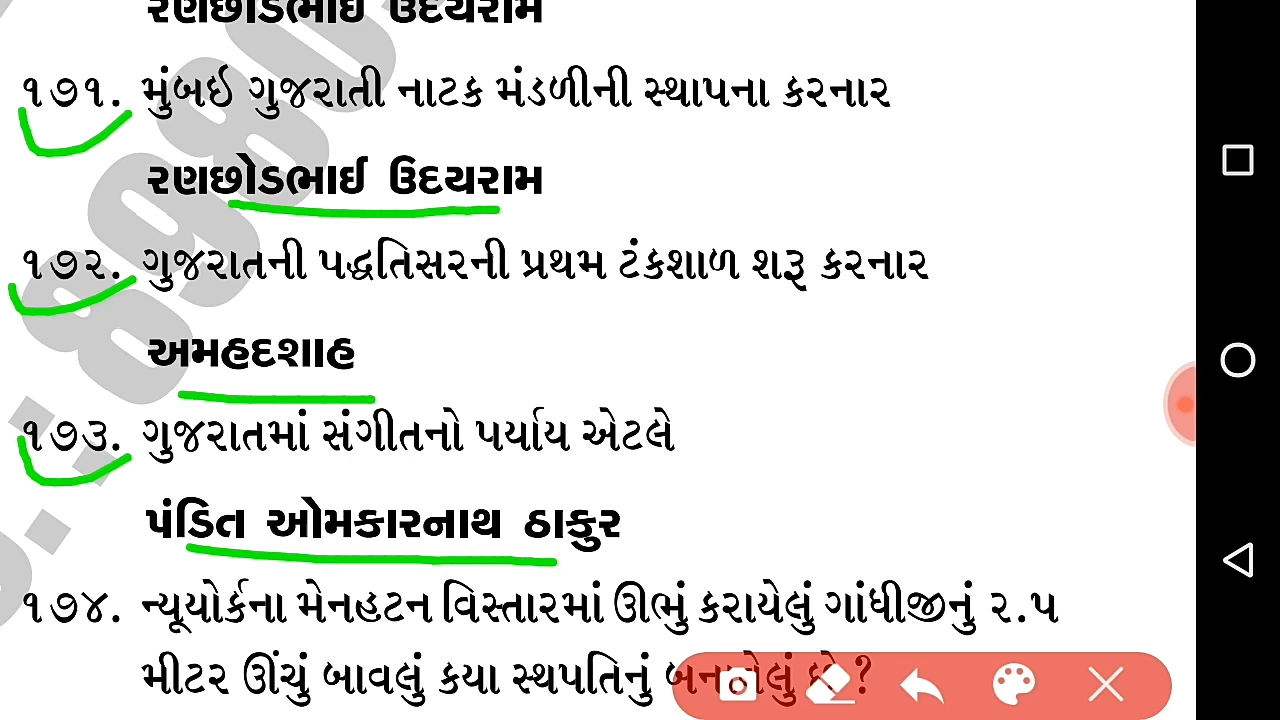 રણછોડભાઈ ઉદયરામ
૧૭૧. મુંબઈ ગુજરાતી નાટક મંડળીની સ્થાપના કરનાર
રણછોડભાઈ ઉદયરામ
૧૭૨. ગુજરાતની પદ્ધતિસરની પ્રથમ ટંકશાળ શરૂ કરનાર
અમહદશાહ
૧૭૩. ગુજરાતમાં સંગીતનો પર્યાય એટલે
પંડિત ઓમકારનાથ ઠાકુર
૧૭૪. ન્યૂયોર્કના મેનહટન વિસ્તારમાં ઊભું કરાયેલું ગાંધીજીનું ૨.૫
મીટર ઊંચું બાવલું કયા સ્થપતિનું છે ?